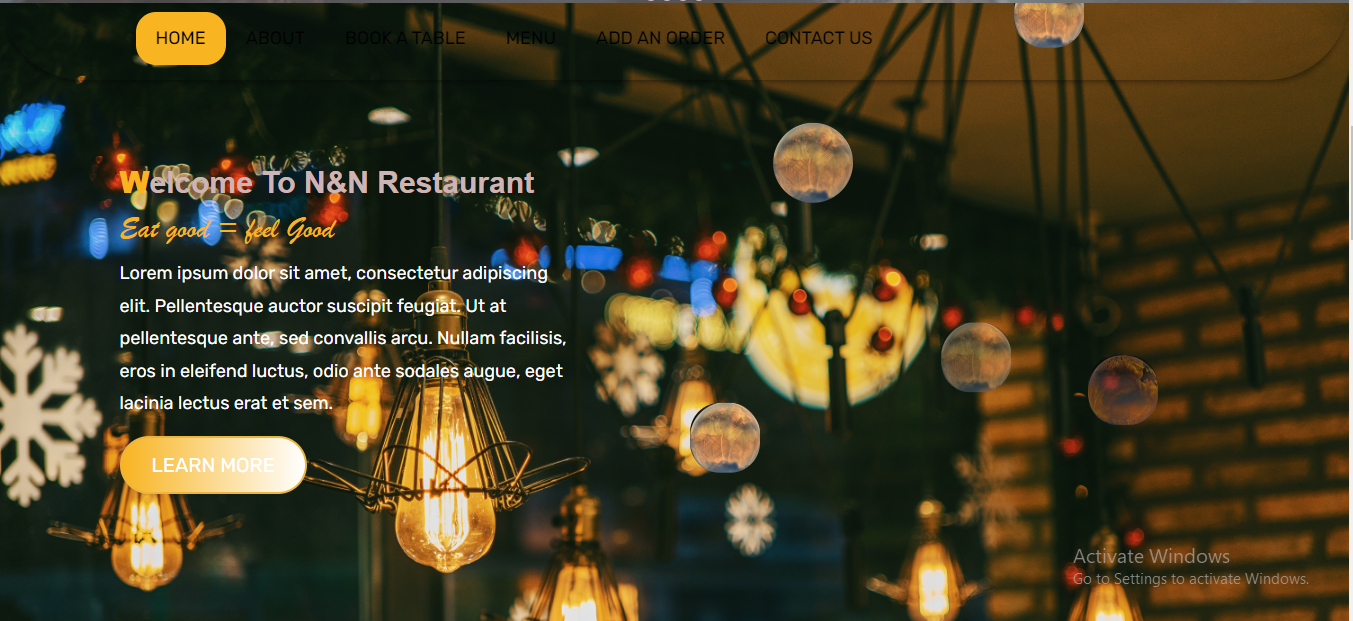 HOME ABOUT BOOK A TABLE MENU ADD AN ORDER CONTACT US
Welcome To N&N Restaurant
Eat good = feel Good
Lorem ipsum dolor sit amet, consectetur adipiscing
elit. Pellentesque auctor suscipit feugiat. Ut at
pellentesque ante, sed convallis arcu. Nullam facilisis,
eros in eleifend luctus, odio ante sodales augue, eget
lacinia lectus erat et sem.
LEARN MORE
Activate Windows
Go to Settings to activate Windows.